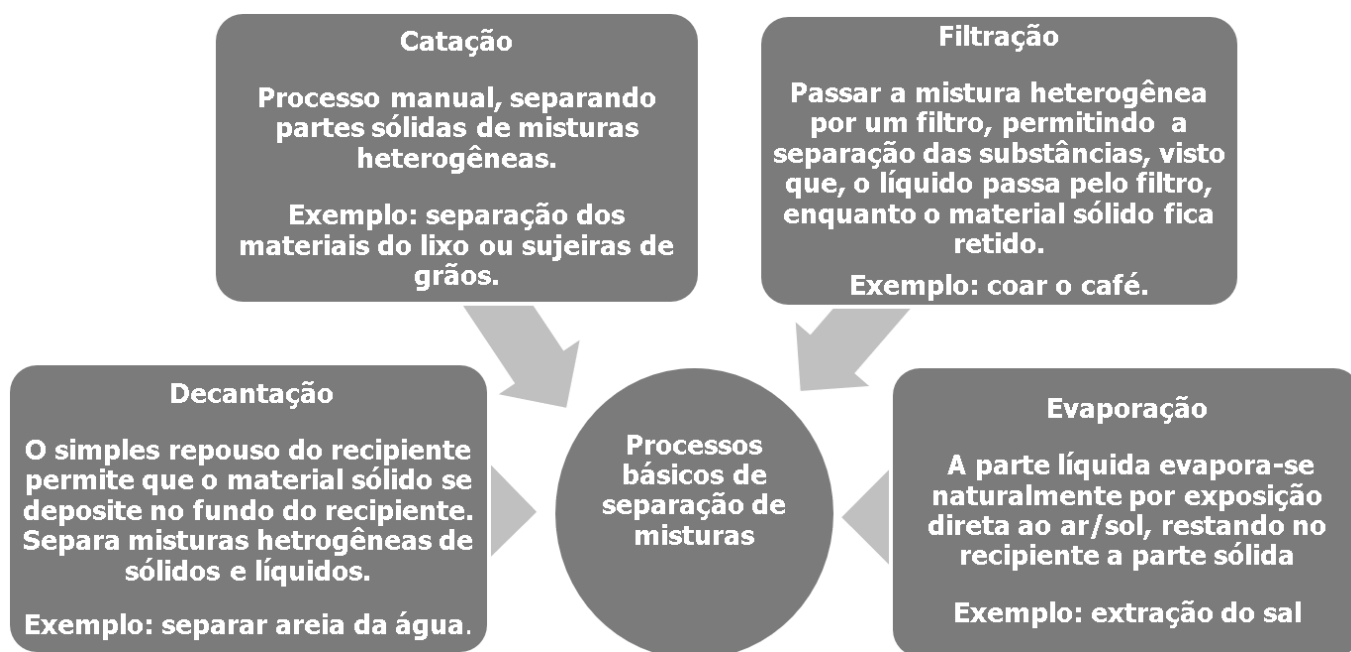 Catação
Processo manual, separando
partes sólidas de misturas
heterogêneas.
Exemplo: separação dos
materiais do lixo ou sujeiras de
grãos.
Filtração
Passar a mistura heterogênea
por um filtro, permitindo a
separação das substâncias, visto
que, o líquido passa pelo filtro,
enquanto o material sólido fica
retido.
Exemplo: coar o café.
Decantação
O simples repouso do recipiente
permite que o material sólido se
deposite no fundo do recipiente.
Separa misturas hetrogêneas de
sólidos e líquidos.
Exemplo: separar areia da água.
Processos
básicos de
separação de
misturas
Evaporação
A parte líquida evapora-se
naturalmente por exposição
direta ao ar/sol, restando no
recipiente a parte sólida
Exemplo: extração do sal